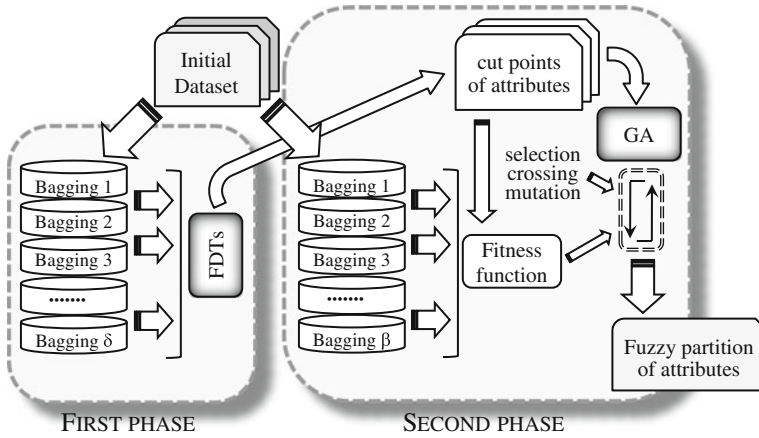 Initial
Dataset
cut points
of attributes
GA
selection
crossing
mutation
Bagging 1
Bagging 2
Bagging 3
.......
Bagging δ
FDTs
Bagging 1
Bagging 2
Bagging 3
.......
Bagging β
Fitness
function
Fuzzy partition
of attributes
FIRST PHASE
SECOND PHASE